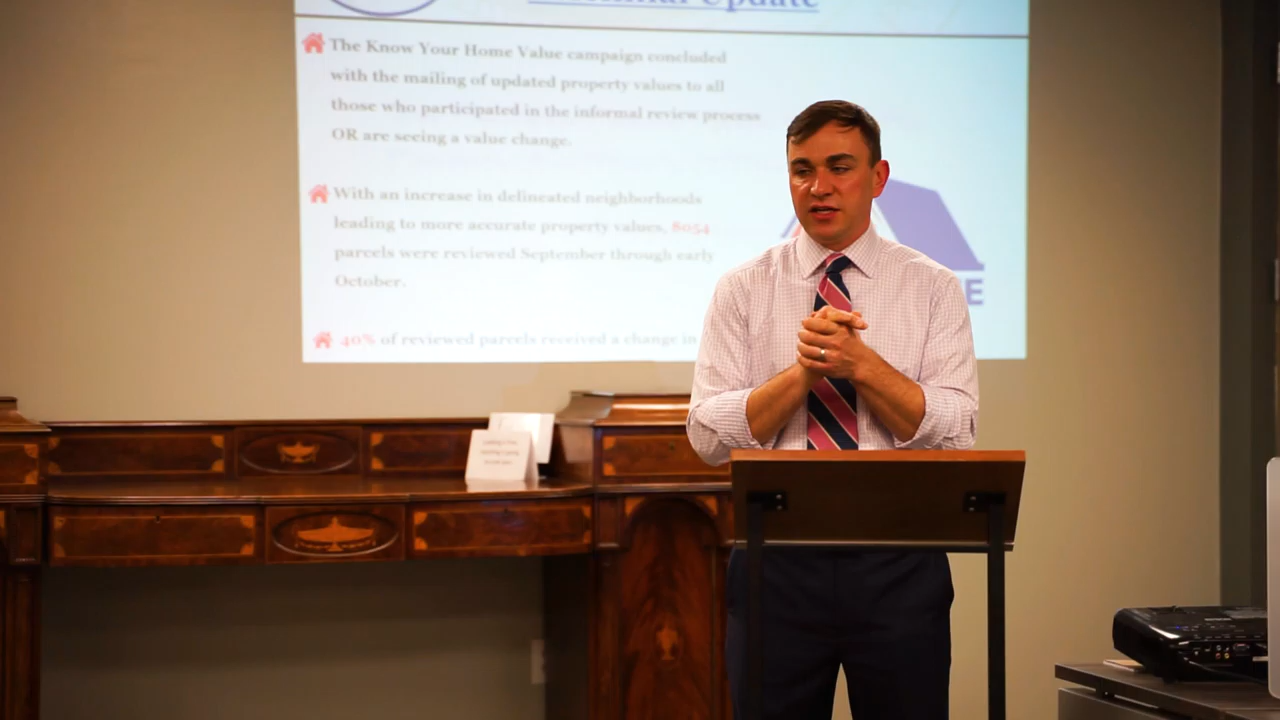 Update
The Know Your Home Value campaign concluded
with the mailing of updated property values to all
those who participated in the informal review process
OR are seeing a value change.
With an increase in delineated neighborhoods
leading to more accurate property values, 8054
parcels were reviewed September through early
October.
40% of reviewed parcels received a change in
E